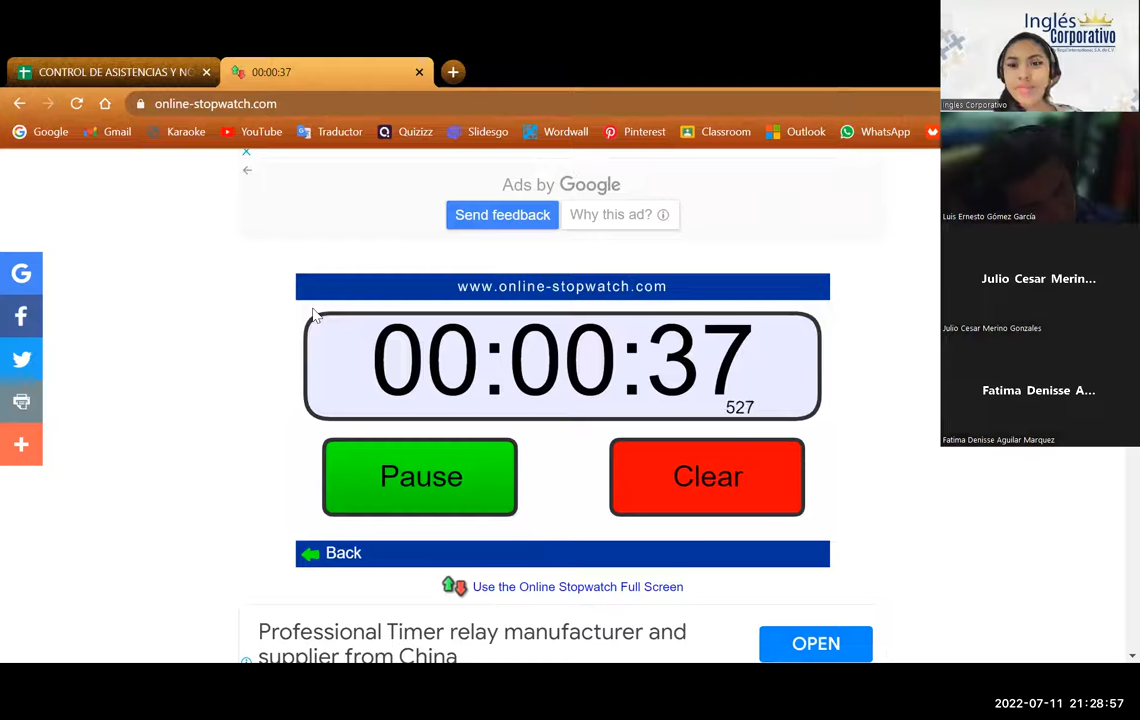 CONTROL DE ASISTENCIAS Y NO
00:00:37
online-stopwatch.com
Google
Gmail
Karaoke
YouTube
Traductor
Quizizz
Slidesgo
Wordwall
Pinterest
Classroom
Outlook
WhatsApp
Ads by Google
Send feedback
Why this ad?
www.online-stopwatch.com
00:00:37
527
Pause
Clear
Back
Use the Online Stopwatch Full Screen
Professional Timer relay manufacturer and
supplier from China
OPEN
Inglés
Corporativo
Ingles Corporativo
Luis Ernesto Gómez García
Julio Cesar Merin...
Julio Cesar Merino Gonzales
Fatima Denisse A...
Fatima Denisse Aguilar Marquez
2022-07-11 21:28:57